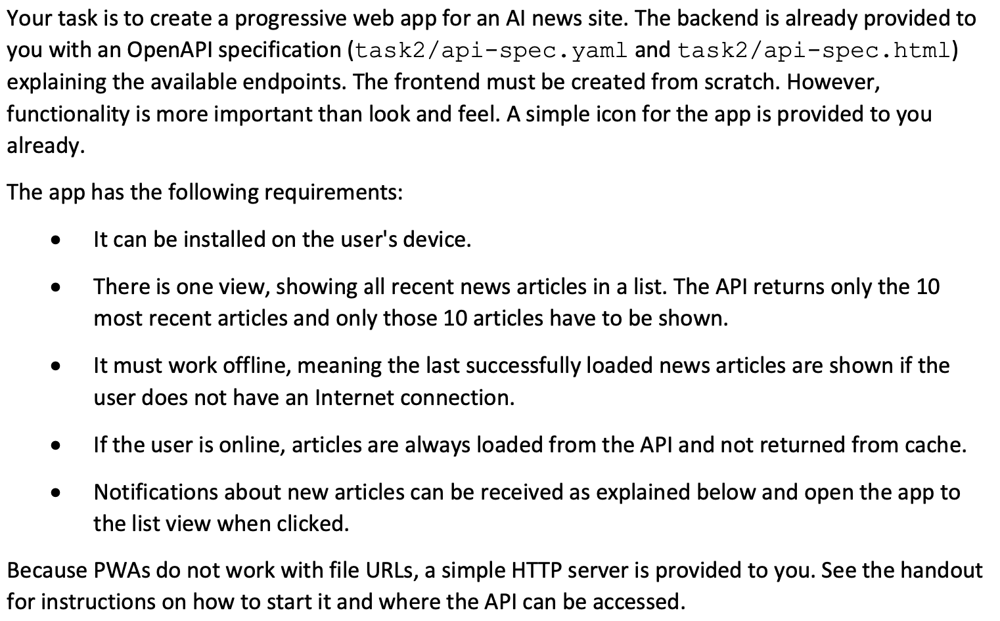 Your task is to create a progressive web app for an AI news site. The backend is already provided to
you with an OpenAPI specification (task2/api-spec.yaml and task2/api-spec.html)
explaining the available endpoints. The frontend must be created from scratch. However,
functionality is more important than look and feel. A simple icon for the app is provided to you
already.
The app has the following requirements:
• It can be installed on the user's device.
• There is one view, showing all recent news articles in a list. The API returns only the 10
most recent articles and only those 10 articles have to be shown.
• It must work offline, meaning the last successfully loaded news articles are shown if the
user does not have an Internet connection.
• If the user is online, articles are always loaded from the API and not returned from cache.
• Notifications about new articles can be received as explained below and open the app to
the list view when clicked.
Because PWAs do not work with file URLs, a simple HTTP server is provided to you. See the handout
for instructions on how to start it and where the API can be accessed.